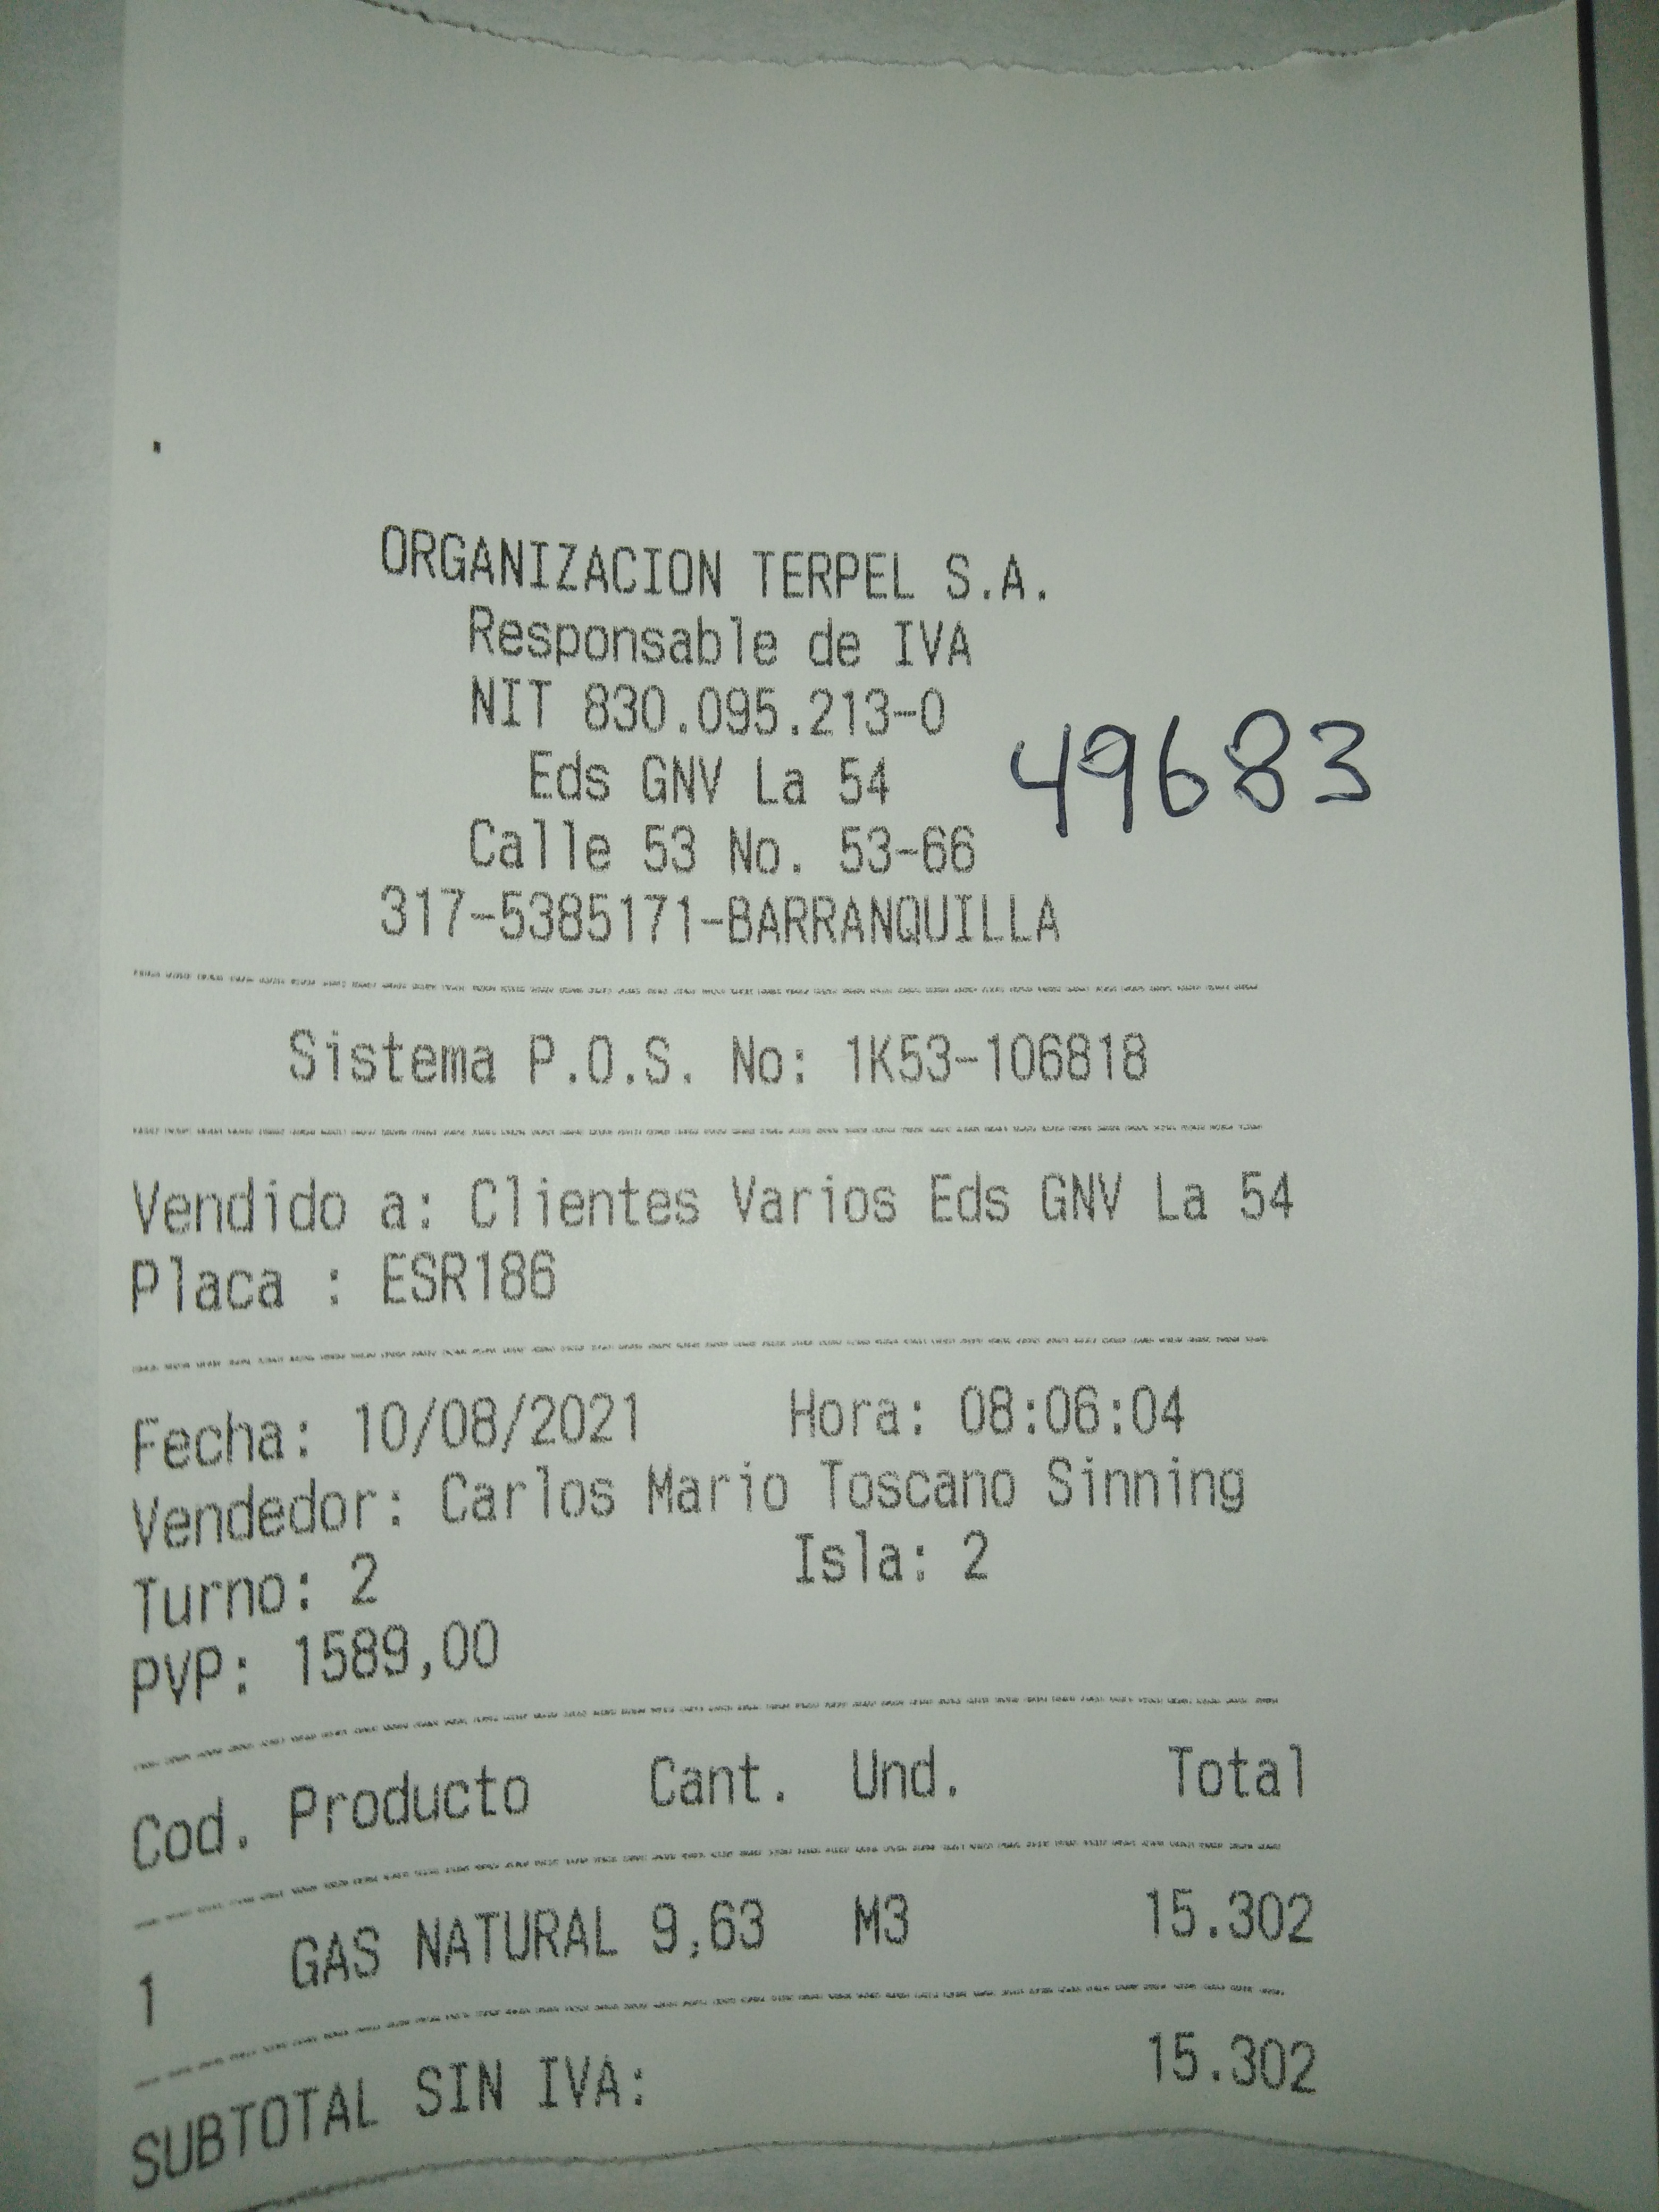 ORGANIZACION TERPEL S.A.
Responsable de IVA
NIT 830.095.213-0
49683
Eds GNV La 54
Calle 53 No. 53-66
317-5385171-BARRANQUILLA
Sistema P.O.S. No: 1K53-106818
Vendido a: Clientes Varios Eds GNV La 54
Placa : ESR186
Fecha: 10/08/2021 Hora: 08:06:04
Vendedor: Carlos Mario Toscano Sinning
Turno: 2 Isla: 2
PVP: 1589,00
Cod. Producto Cant. Und. Total
1 GAS NATURAL 9,63 M3 15.302
SUBTOTAL SIN IVA: 15.302